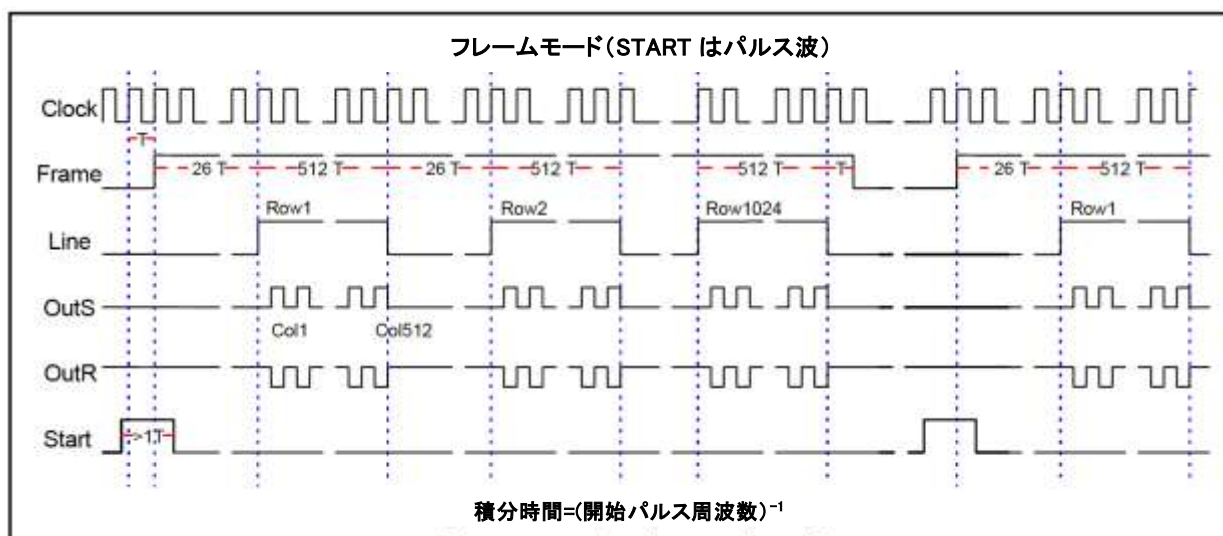 フレームモード(START はパルス波)
Clock
T
Frame
26 T 512 T 26 T 512 T 512 T T 26 T 512 T
Row1 Row2 Row1024 Row1
Line
OutS
Col1 Col512
OutR
Start
>1T
積分時間=(開始パルス周波数)⁻¹